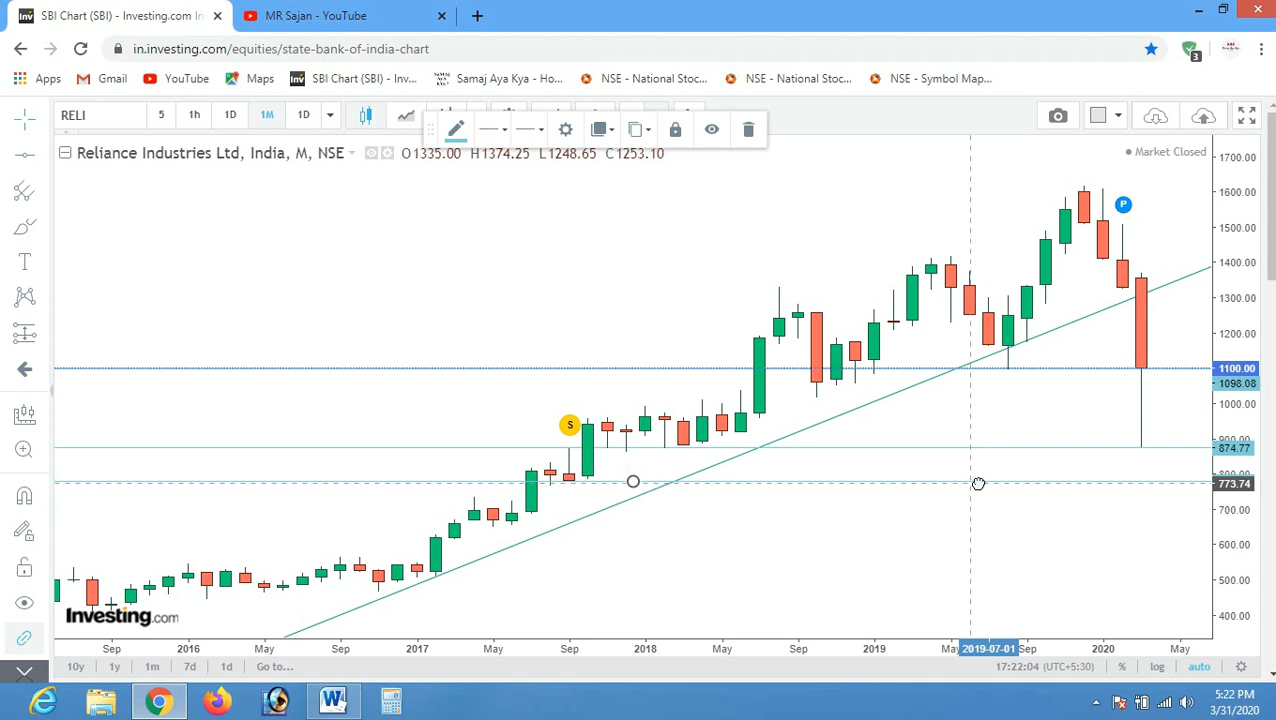 SBI Chart (SBI) - Investing.com In
MR Sajan - YouTube
in.investing.com/equities/state-bank-of-india-chart
3
Apps
Gmail
YouTube
Maps
SBI Chart (SBI) - Inv...
Samaj Aya Kya - Ho...
NSE - National Stoc...
NSE - National Stoc...
NSE - Symbol Map...
RELI
5
1h
1D
1M
1D
Reliance Industries Ltd, India, M, NSE
O1335.00 H1374.25 L1248.65 C1253.10
Market Closed
1700.00
P
1600.00
1500.00
1400.00
1300.00
1200.00
1100.00
1098.08
1000.00
S
874.77
773.74
700.00
600.00
500.00
400.00
Investing.com
Sep
2016
May
Sep
2017
May
Sep
2018
May
Sep
2019
2019-07-01
Sep
2020
May
10y
1y
1m
7d
1d
Go to...
17:22:04 (UTC+5:30)
%
log
auto
5:22 PM
3/31/2020